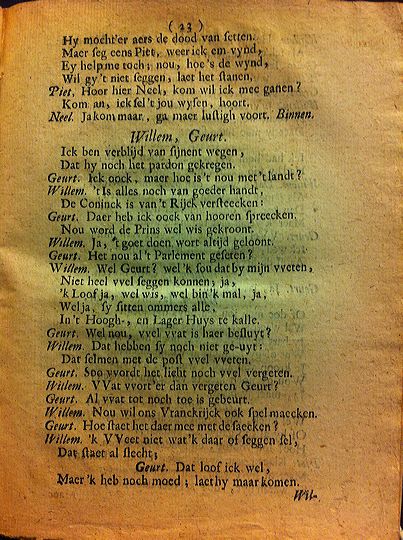 ( 23 )
Hy mocht'er aers de dood van setten.
Maer seg eens Piet, weer ick em vynd,
Ey help me toch; nou, hoe's de wynd,
Wil gy't niet seggen, laet het stanen,
Piet. Hoor hier Neel, kom wil ick mee ganen?
Kom an, ick sel't jou wysen, hoort.
Neel. Ja kom maar, ga maer lustigh voort. Binnen.
Willem, Geurt.
Ick ben verblijd van sijnent wegen,
Dat hy noch het pardon gekregen.
Geurt. Ick oock, maer hoe is't nou met 't landt?
Willem. 't Is alles noch van goeder handt,
De Coninck is van 't Rijck versteecken:
Geurt. Daer heb ick oock van hooren spreecken.
Nou word de Prins wel wis gekroont.
Willem. Ja, 't goet doen wort altijd geloont.
Geurt. Het nou al 't Parlement geseten?
Willem. Wel Geurt? wel 'k sou dat by mijn vveten,
Niet heel vvel seggen konnen; ja,
'k Loof ja, wel wis, wel bin'k mal, ja;
Wel ja, sy sitten ommers alle,
In't Hoogh-, en Lager Huys te kalle.
Geurt. Wel nou, vvel vvat is haer besluyt?
Willem. Dat hebben sy noch niet ge-uyt:
Dat selmen met de post vvel vveten.
Geurt. Soo vvordt het licht noch vvel vergeten.
Willem. VVat vvort'er dan vergeten Geurt?
Geurt. Al vvat tot noch toe is gebeurt.
Willem. Nou wil ons Vranckrijck ook spel maecken.
Geurt. Hoe staet het daer mee met de saecken?
Willem. 'k VVeet niet wat'k daar of seggen sel,
Dat staet al slecht;
Geurt. Dat loof ick wel,
Maer 'k heb noch moed; laet hy maar komen.
Wil-